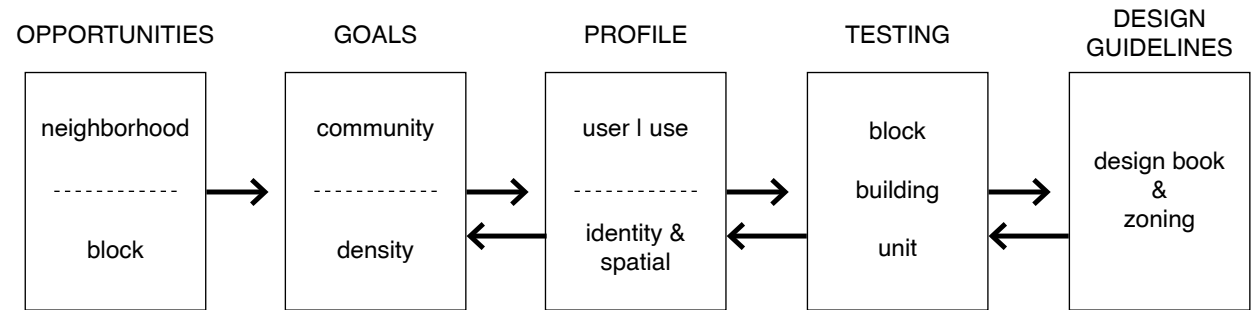 OPPORTUNITIES
neighborhood
block
GOALS
community
density
PROFILE
user | use
identity &
spatial
TESTING
block
building
unit
DESIGN
GUIDELINES
design book
&
zoning